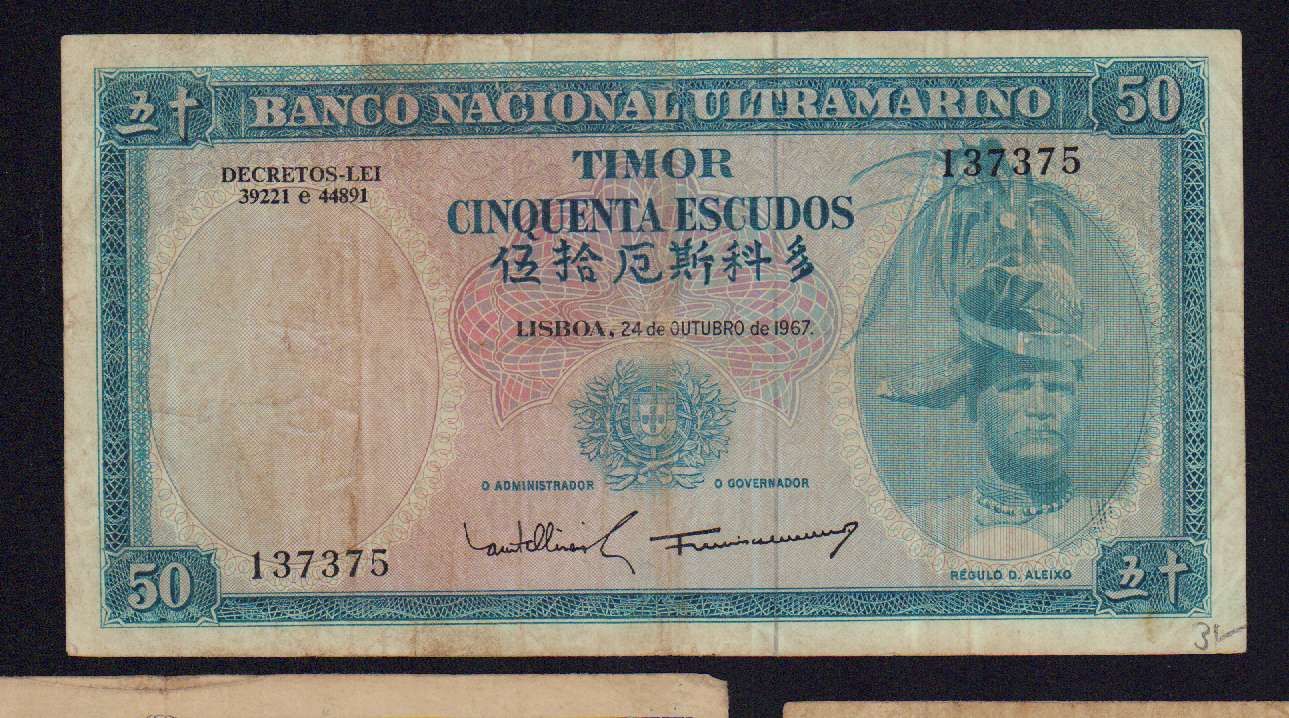 五十 BANCO NACIONAL ULTRAMARINO 50
DECRETOS-LEI
39221 e 44891
TIMOR
137375
CINQUENTA ESCUDOS
伍拾厄斯科多
LISBOA, 24 de OUTUBRO de 1967.
O ADMINISTRADOR
O GOVERNADOR
137375
RÉGULO D. ALEIXO
50
五十